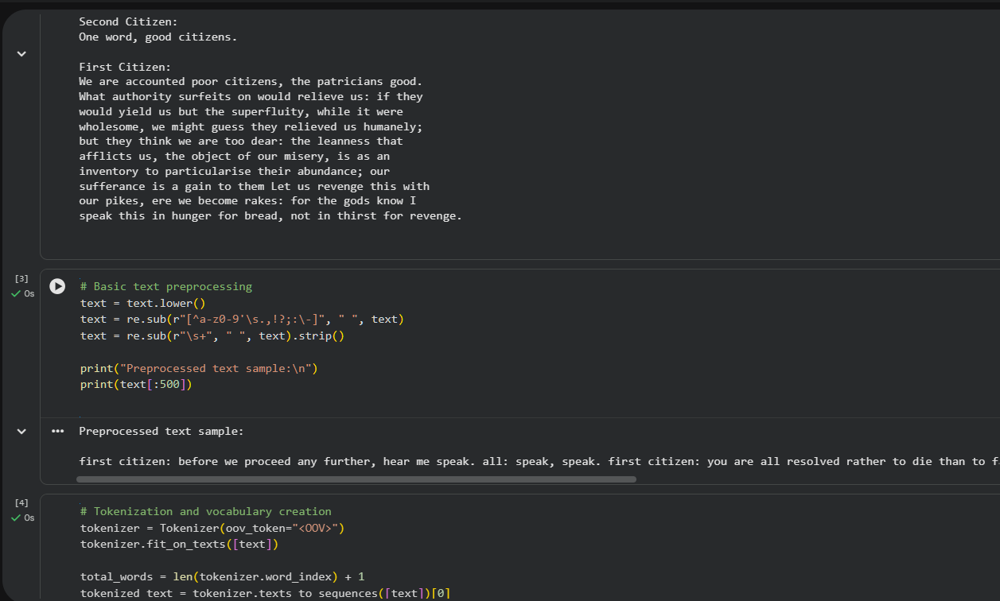 Second Citizen:
One word, good citizens.
First Citizen:
We are accounted poor citizens, the patricians good.
What authority surfeits on would relieve us: if they
would yield us but the superfluity, while it were
wholesome, we might guess they relieved us humanely;
but they think we are too dear: the leanness that
afflicts us, the object of our misery, is as an
inventory to particularise their abundance; our
sufferance is a gain to them Let us revenge this with
our pikes, ere we become rakes: for the gods know I
speak this in hunger for bread, not in thirst for revenge.
[3]
0s
# Basic text preprocessing
text = text.lower()
text = re.sub(r"[^a-z0-9'\s.,!?;:\-]", " ", text)
text = re.sub(r"\s+", " ", text).strip()
print("Preprocessed text sample:\n")
print(text[:500])
Preprocessed text sample:
first citizen: before we proceed any further, hear me speak. all: speak, speak. first citizen: you are all resolved rather to die than to
[4]
0s
# Tokenization and vocabulary creation
tokenizer = Tokenizer(oov_token="<OOV>")
tokenizer.fit_on_texts([text])
total_words = len(tokenizer.word_index) + 1
tokenized_text = tokenizer.texts_to_sequences([text])[0]